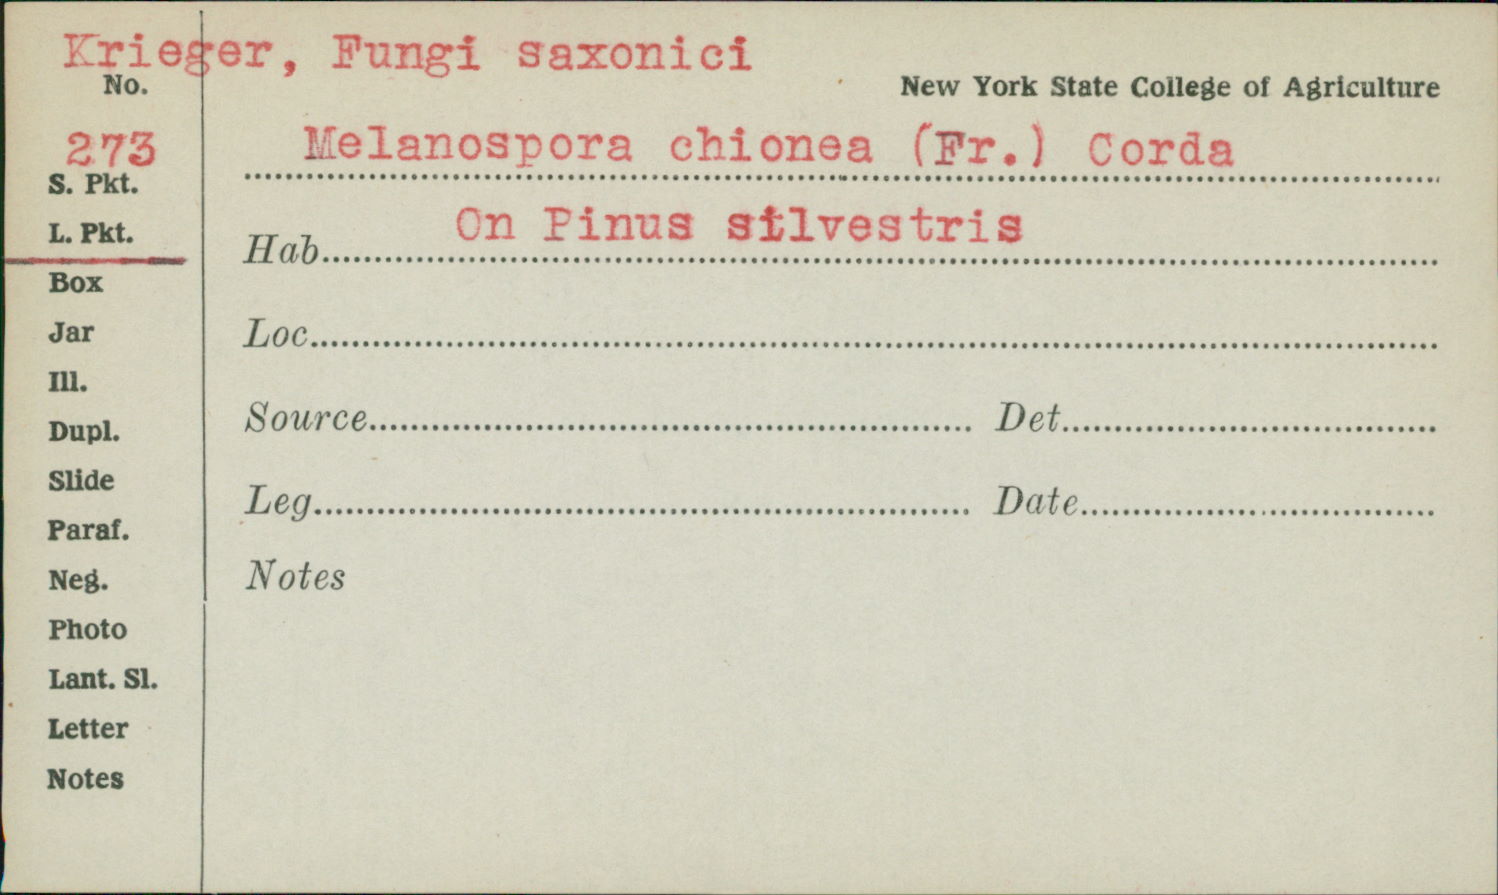 Krieger, Fungi saxonici
No.
New York State College of Agriculture
273
Melanospora chionea (Fr.) Corda
S. Pkt.
On Pinus silvestris
L. Pkt.
Hab.
Box
Jar
Loc.
Ill.
Dupl.
Source
Det.
Slide
Leg.
Date
Paraf.
Neg.
Notes
Photo
Lant. Sl.
Letter
Notes